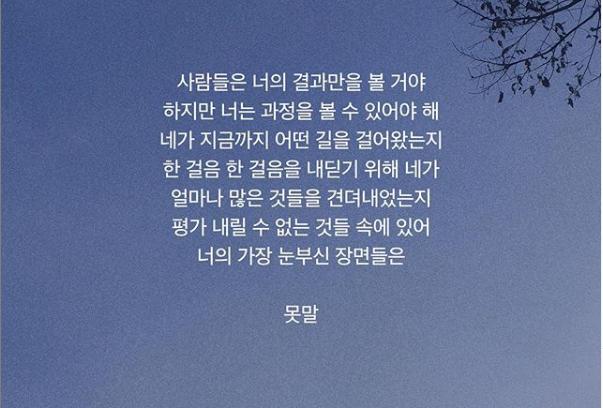 사람들은 너의 결과만을 볼 거야
하지만 너는 과정을 볼 수 있어야 해
네가 지금까지 어떤 길을 걸어왔는지
한 걸음 한 걸음을 내딛기 위해 네가
얼마나 많은 것들을 견뎌내었는지
평가 내릴 수 없는 것들 속에 있어
너의 가장 눈부신 장면들은
못말